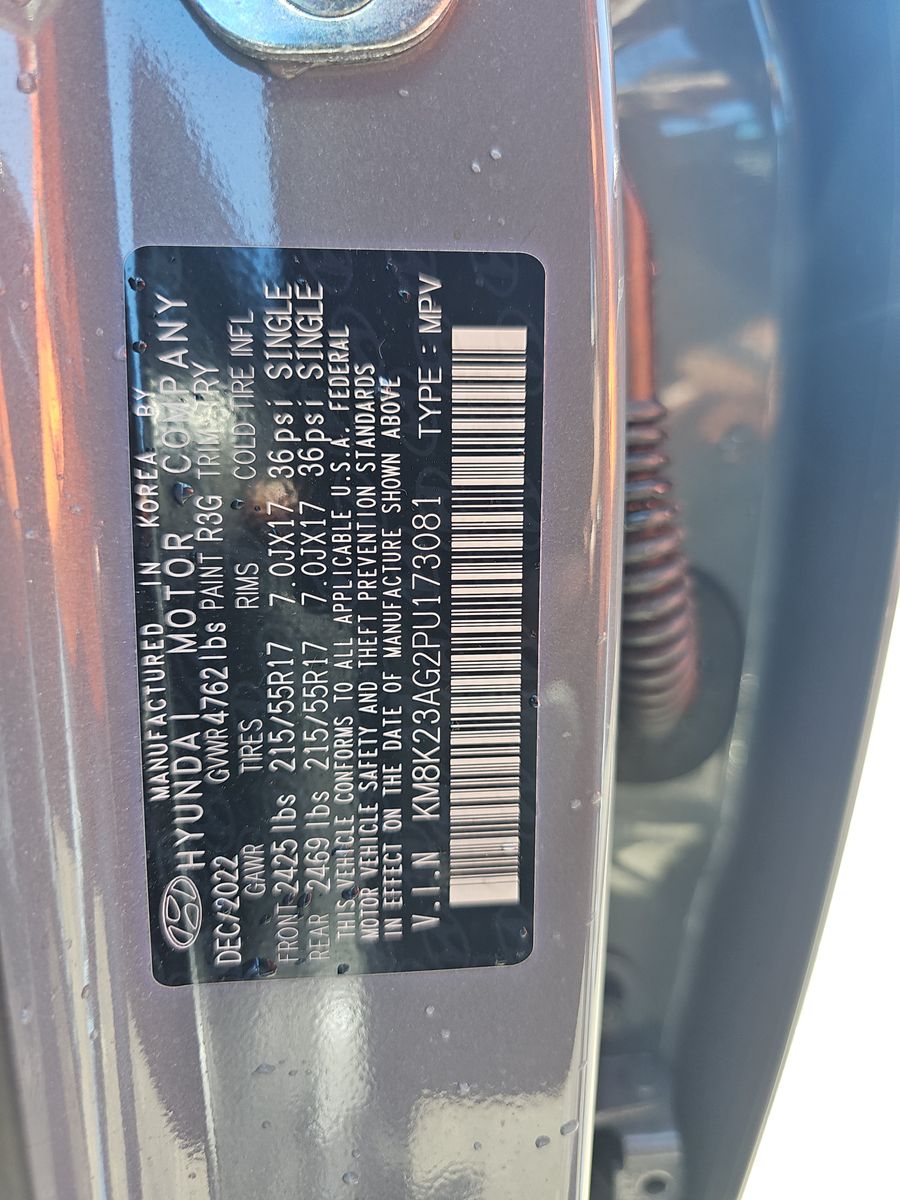 MANUFACTURED IN KOREA BY
HYUNDAI MOTOR COMPANY
DEC/2022 GVWR 4762 lbs PAINT R3G TRIM
GAWR TIRES RIMS COLD TIRE INFL
FRONT 2425 lbs 215/55R17 7.0JX17 36psi SINGLE
REAR 2469 lbs 215/55R17 7.0JX17 36psi SINGLE
THIS VEHICLE CONFORMS TO ALL APPLICABLE U.S.A. FEDERAL
MOTOR VEHICLE SAFETY AND THEFT PREVENTION STANDARDS
IN EFFECT ON THE DATE OF MANUFACTURE SHOWN ABOVE
V.I.N KM8K23AG2PU173081 TYPE : MPV